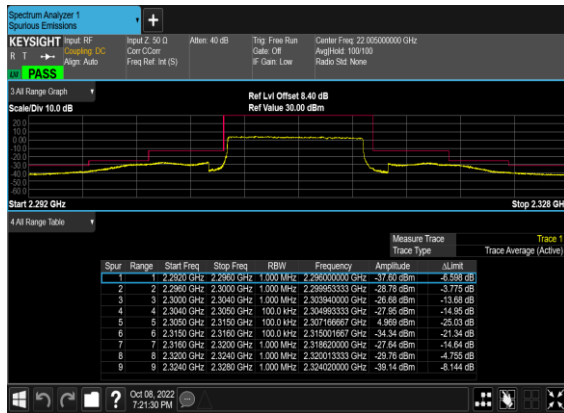 Spectrum Analyzer 1
Spurious Emissions
+
KEYSIGHT Input: RF Input Z: 50 Ω Atten: 40 dB Trig: Free Run Center Freq: 22.005000000 GHz
R T Coupling: DC Corr CCorr Gate: Off Avg|Hold: 100/100
Align: Auto Freq Ref: Int (S) IF Gain: Low Radio Std: None
PASS
3 All Range Graph
Ref Lvl Offset 8.40 dB
Scale/Div 10.0 dB Ref Value 30.00 dBm
20.0
10.0
0.00
-10.0
-20.0
-30.0
-40.0
-50.0
-60.0
Start 2.292 GHz Stop 2.328 GH
4 All Range Table
Measure Trace Trace 1
Trace Type Trace Average (Active)
Spur Range Start Freq Stop Freq RBW Frequency Amplitude ΔLimit
1 1 2.2920 GHz 2.2960 GHz 1.000 MHz 2.296000000 GHz -37.60 dBm -6.598 dB
2 2 2.2960 GHz 2.3000 GHz 1.000 MHz 2.299953333 GHz -28.78 dBm -3.775 dB
3 3 2.3000 GHz 2.3040 GHz 1.000 MHz 2.303940000 GHz -26.68 dBm -13.68 dB
4 4 2.3040 GHz 2.3050 GHz 100.0 kHz 2.304993333 GHz -27.95 dBm -14.95 dB
5 5 2.3050 GHz 2.3150 GHz 100.0 kHz 2.307166667 GHz 4.969 dBm -25.03 dB
6 6 2.3150 GHz 2.3160 GHz 100.0 kHz 2.315001667 GHz -34.34 dBm -21.34 dB
7 7 2.3160 GHz 2.3200 GHz 1.000 MHz 2.318620000 GHz -27.64 dBm -14.64 dB
8 8 2.3200 GHz 2.3240 GHz 1.000 MHz 2.320013333 GHz -29.76 dBm -4.755 dB
9 9 2.3240 GHz 2.3280 GHz 1.000 MHz 2.324020000 GHz -39.14 dBm -8.144 dB
? Oct 08, 2022
7:21:30 PM